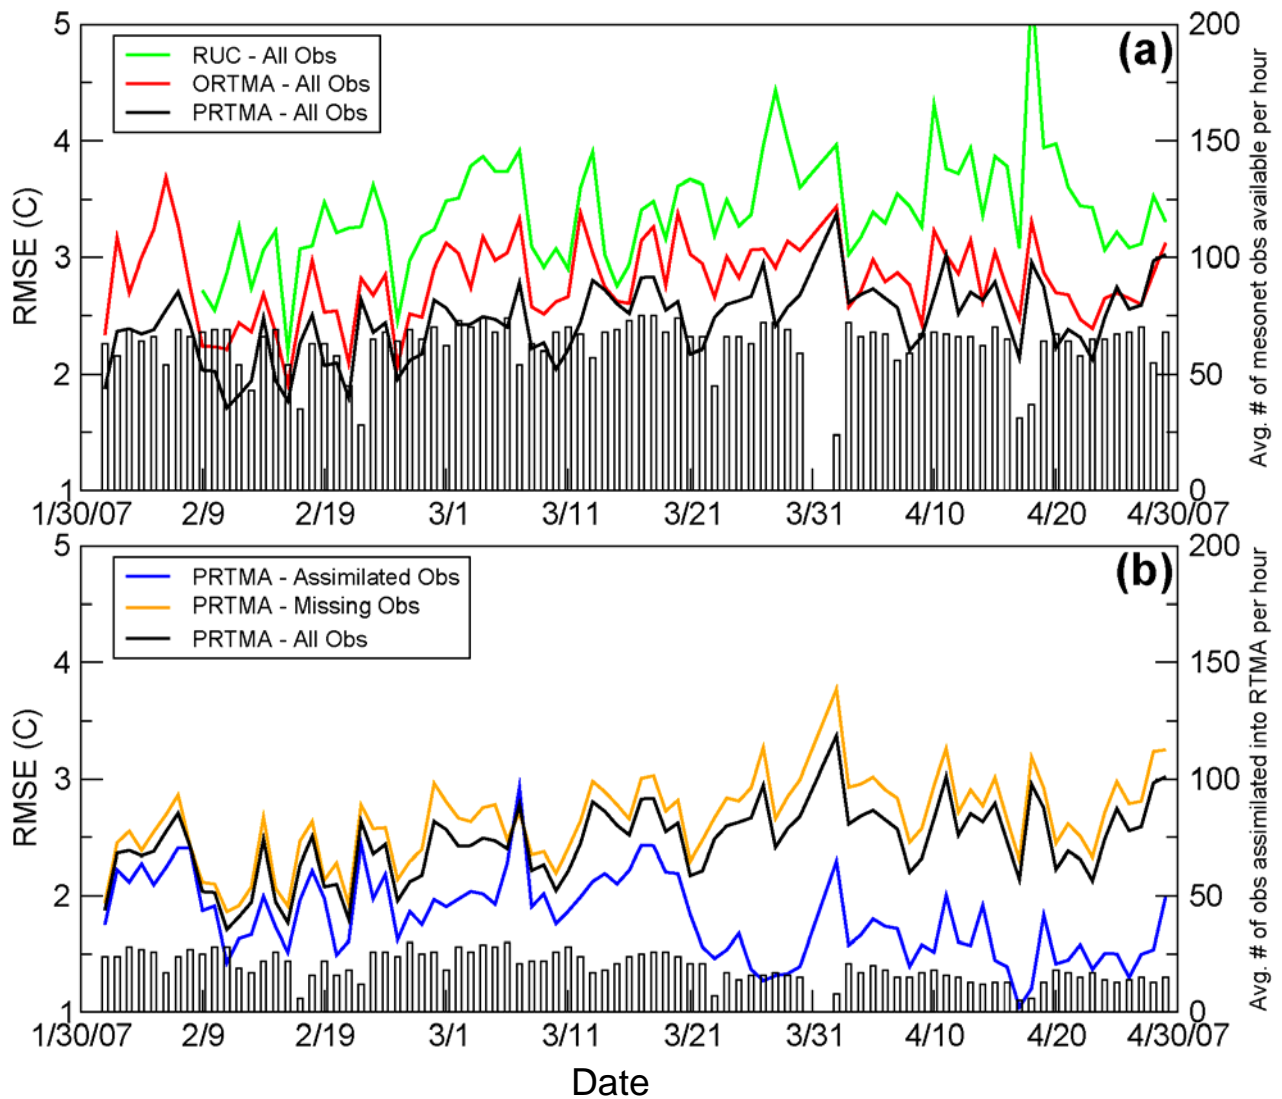 (a)
RUC - All Obs
ORTMA - All Obs
PRTMA - All Obs
5
4
3
2
1
RMSE (C)
200
150
100
50
0
Avg. # of mesonet obs available per hour
1/30/07 2/9 2/19 3/1 3/11 3/21 3/31 4/10 4/20 4/30/07
(b)
PRTMA - Assimilated Obs
PRTMA - Missing Obs
PRTMA - All Obs
5
4
3
2
1
RMSE (C)
200
150
100
50
0
Avg. # of obs assimilated into RTMA per hour
1/30/07 2/9 2/19 3/1 3/11 3/21 3/31 4/10 4/20 4/30/07
Date